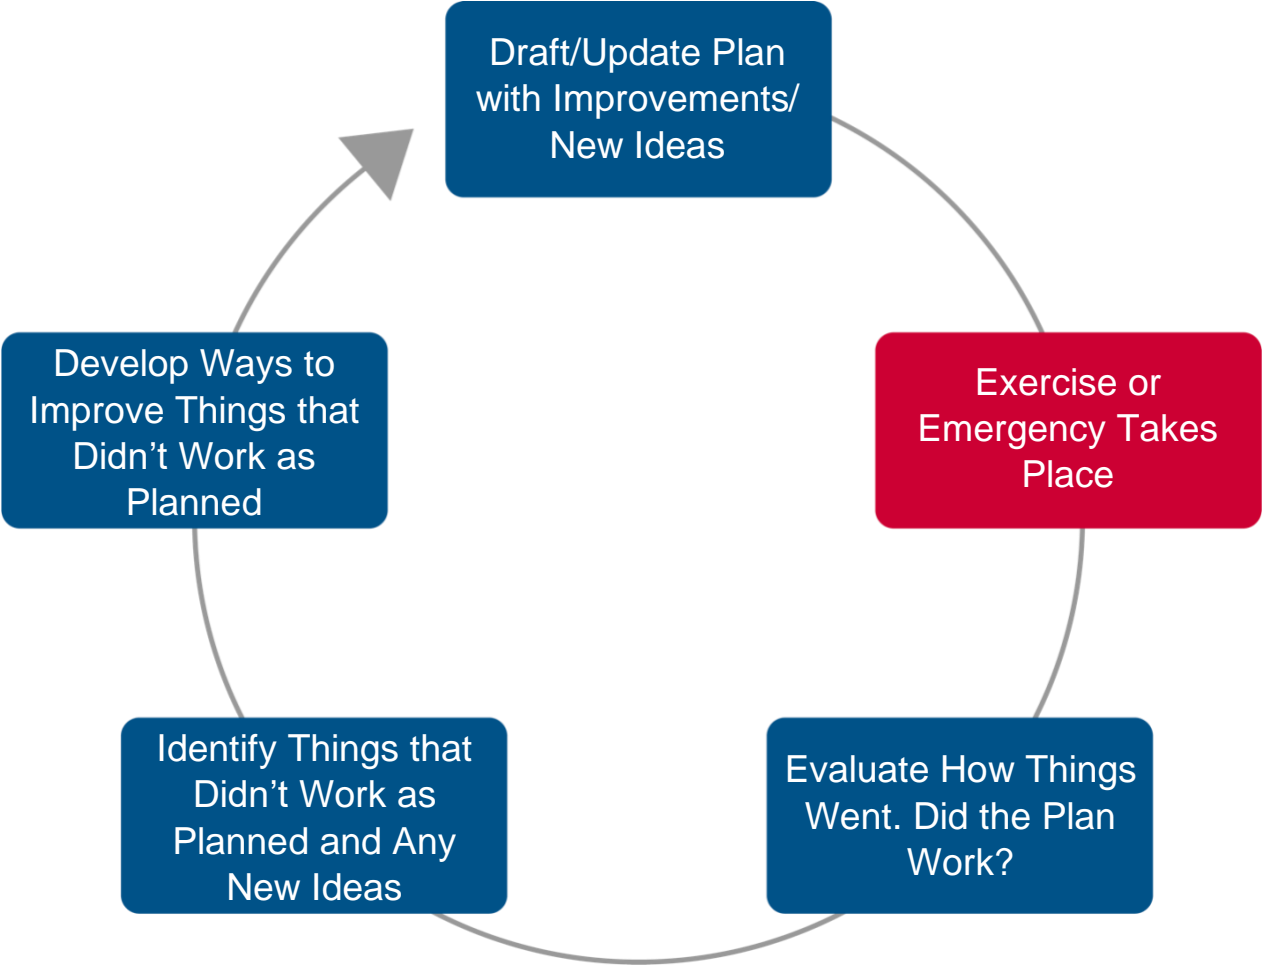 Draft/Update Plan
with Improvements/
New Ideas
Exercise or
Emergency Takes
Place
Evaluate How Things
Went. Did the Plan
Work?
Identify Things that
Didn’t Work as
Planned and Any
New Ideas
Develop Ways to
Improve Things that
Didn’t Work as
Planned